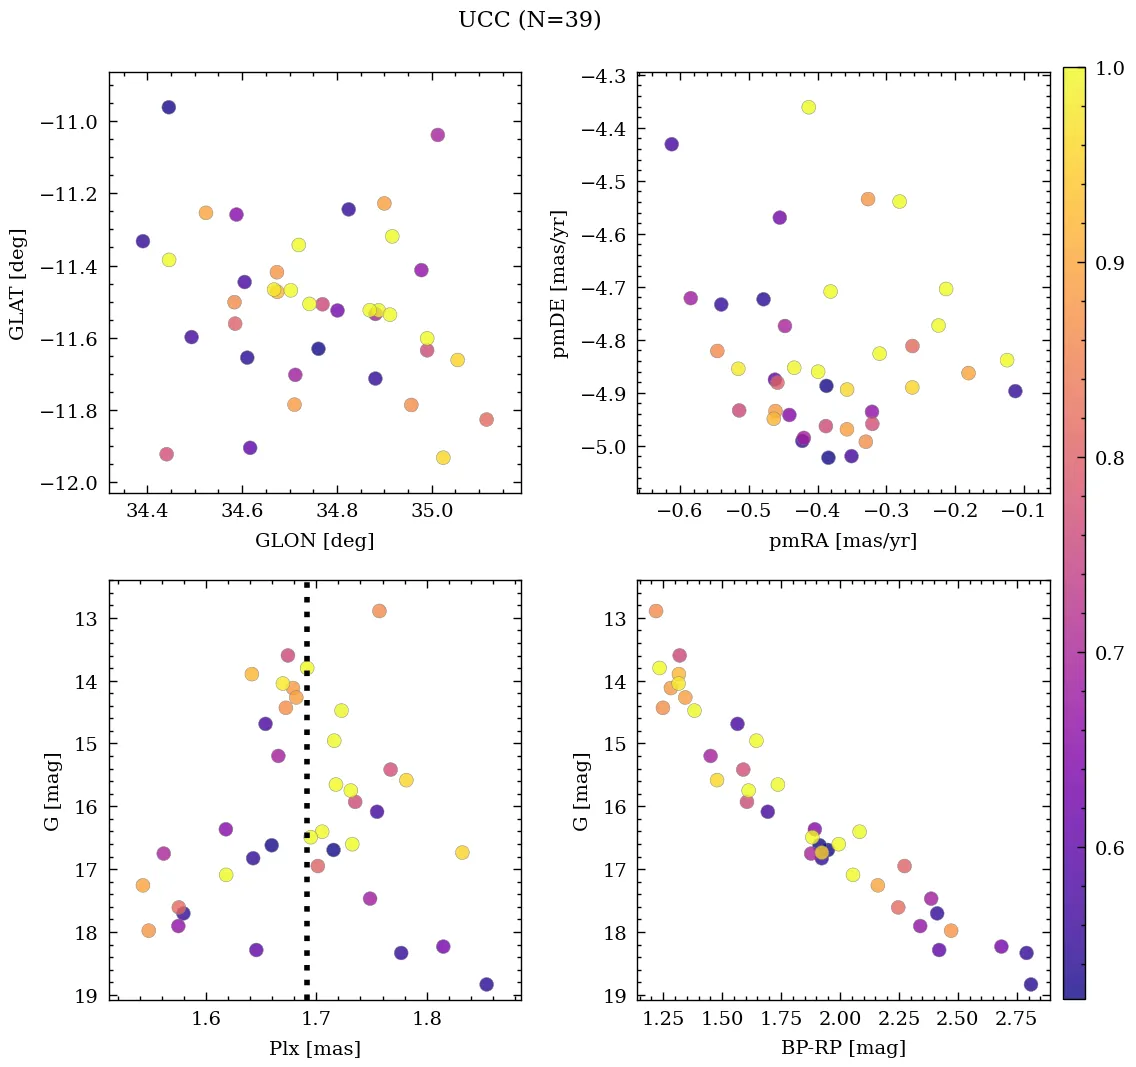 UCC (N=39)
−11.0
−11.2
−11.4
−11.6
−11.8
−12.0
GLAT [deg]
34.4 34.6 34.8 35.0
GLON [deg]
−4.3
−4.4
−4.5
−4.6
−4.7
−4.8
−4.9
−5.0
pmDE [mas/yr]
−0.6 −0.5 −0.4 −0.3 −0.2 −0.1
pmRA [mas/yr]
13
14
15
16
17
18
19
G [mag]
1.6 1.7 1.8
Plx [mas]
13
14
15
16
17
18
19
G [mag]
1.25 1.50 1.75 2.00 2.25 2.50 2.75
BP-RP [mag]
1.0
0.9
0.8
0.7
0.6